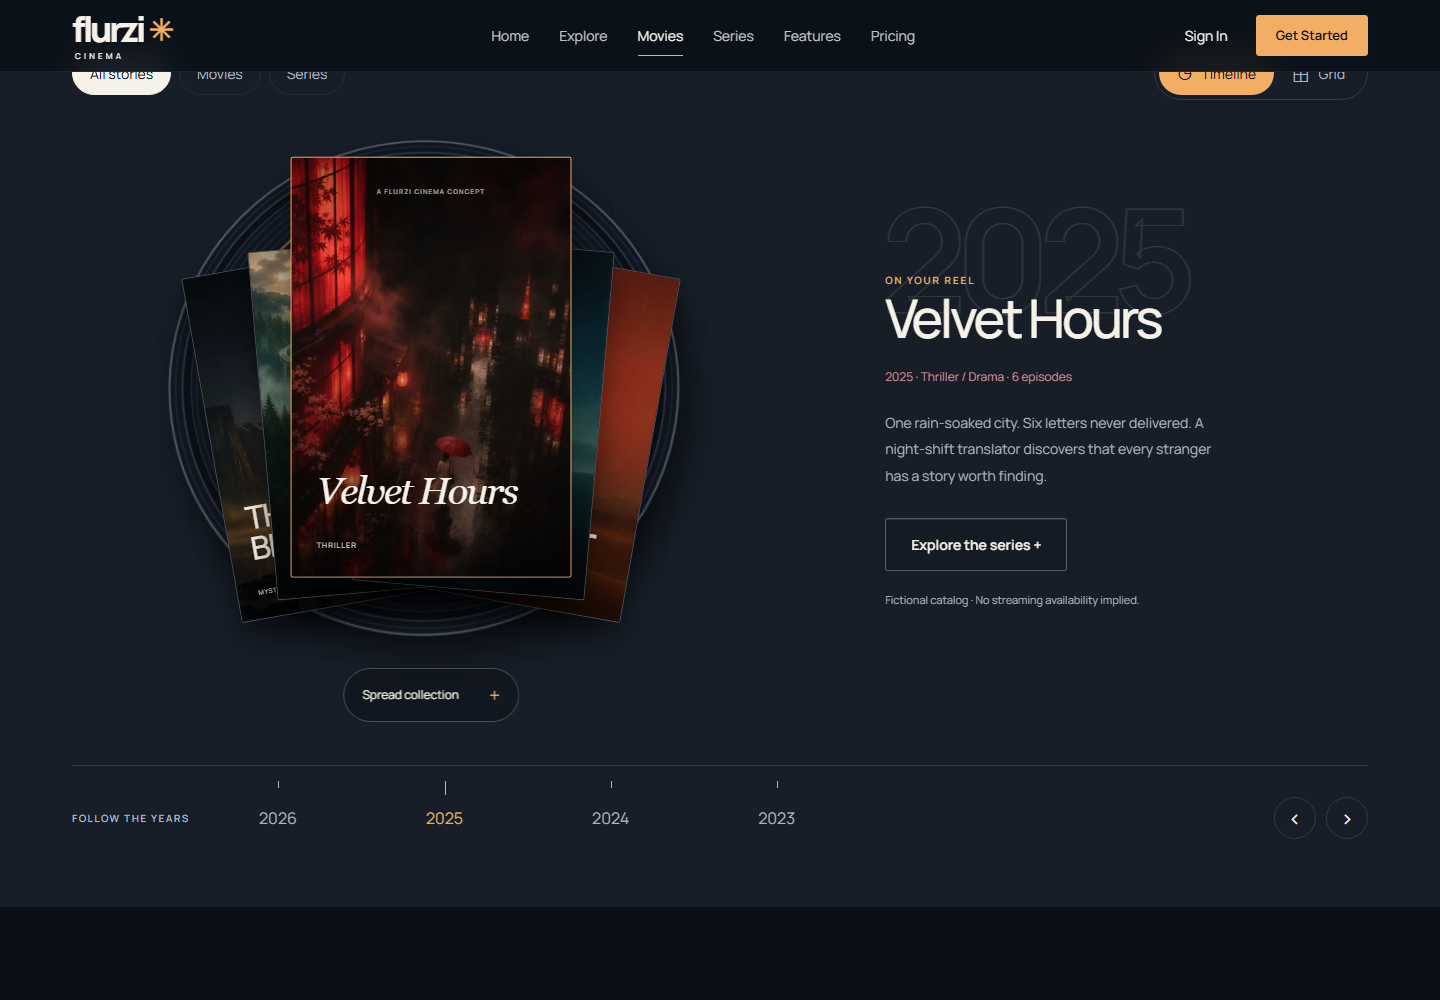 flurzi
CINEMA
Home
Explore
Movies
Series
Features
Pricing
Sign In
Get Started
All stories
Movies
Series
Timeline
Grid
A FLURZI CINEMA CONCEPT
Velvet Hours
THRILLER
TH
BL
MYST
2025
ON YOUR REEL
Velvet Hours
2025 · Thriller / Drama · 6 episodes
One rain-soaked city. Six letters never delivered. A
night-shift translator discovers that every stranger
has a story worth finding.
Explore the series +
Fictional catalog · No streaming availability implied.
Spread collection +
FOLLOW THE YEARS
2026
2025
2024
2023